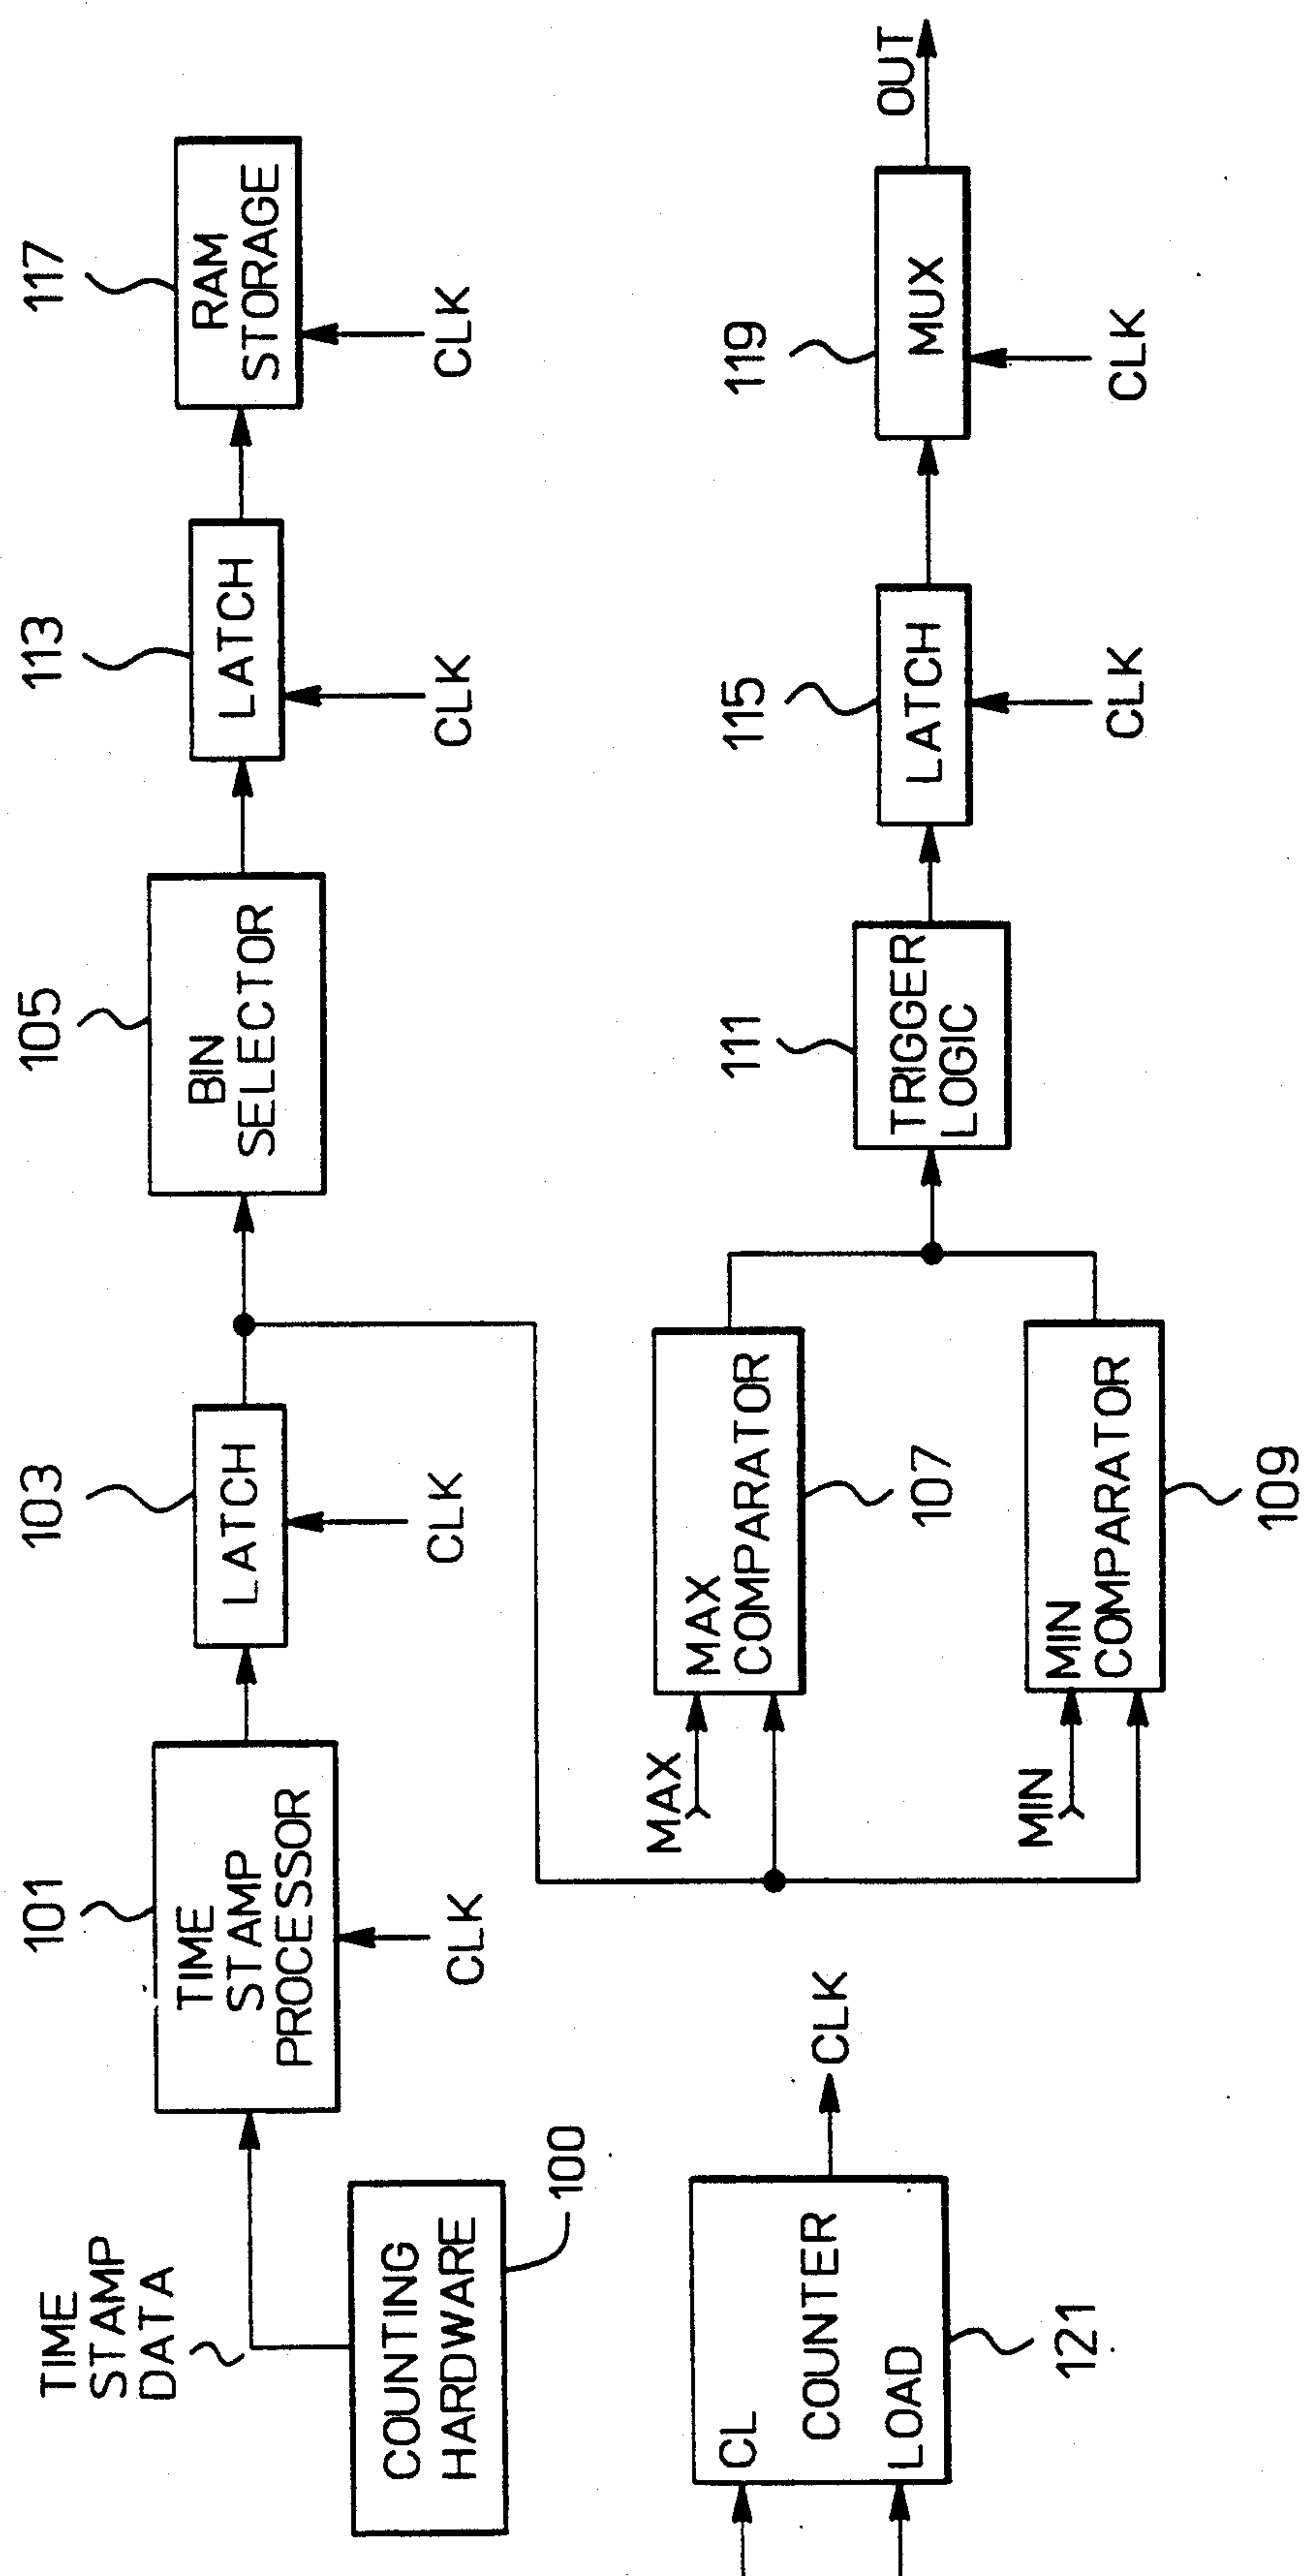 TIME
STAMP
DATA
COUNTING
HARDWARE
100
101
TIME
STAMP
PROCESSOR
CLK
103
LATCH
CLK
105
BIN
SELECTOR
113
LATCH
CLK
117
RAM
STORAGE
CLK
CL
COUNTER
LOAD
121
CLK
MAX
MAX
COMPARATOR
107
MIN
MIN
COMPARATOR
109
111
TRIGGER
LOGIC
115
LATCH
CLK
119
MUX
CLK
OUT